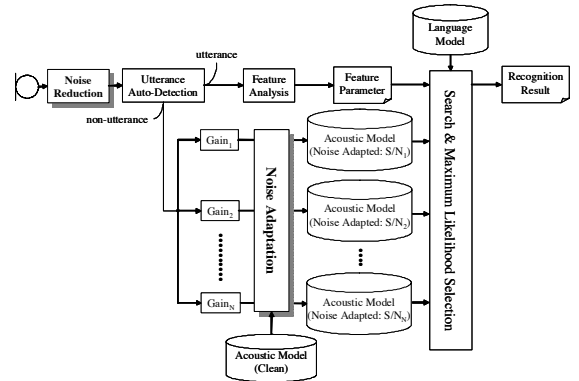 Language
Model
utterance
Noise
Reduction
Utterance
Auto-Detection
Feature
Analysis
Feature
Parameter
Recognition
Result
non-utterance
Gain₁
Acoustic Model
(Noise Adapted: S/N₁)
Gain₂
Acoustic Model
(Noise Adapted: S/N₂)
Gain_N
Acoustic Model
(Noise Adapted: S/N_N)
Noise Adaptation
Search & Maximum Likelihood Selection
Acoustic Model
(Clean)